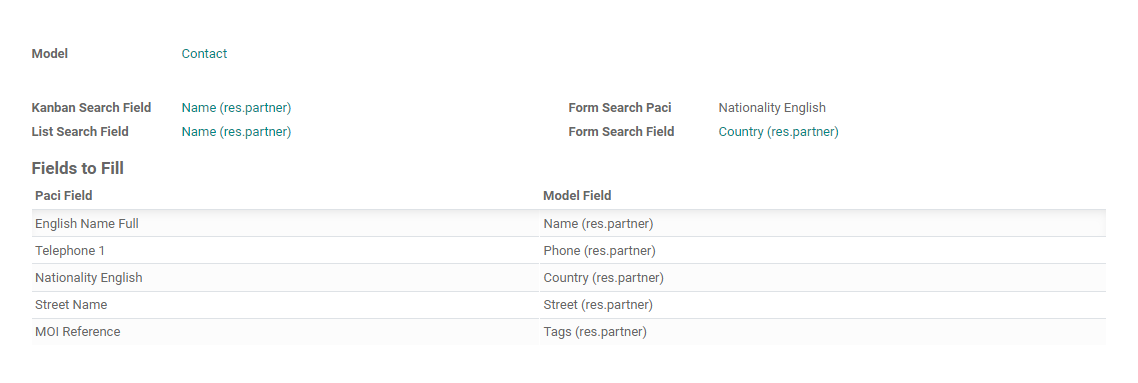 Model Contact
Kanban Search Field Name (res.partner) Form Search Paci Nationality English
List Search Field Name (res.partner) Form Search Field Country (res.partner)
Fields to Fill
Paci Field Model Field
English Name Full Name (res.partner)
Telephone 1 Phone (res.partner)
Nationality English Country (res.partner)
Street Name Street (res.partner)
MOI Reference Tags (res.partner)